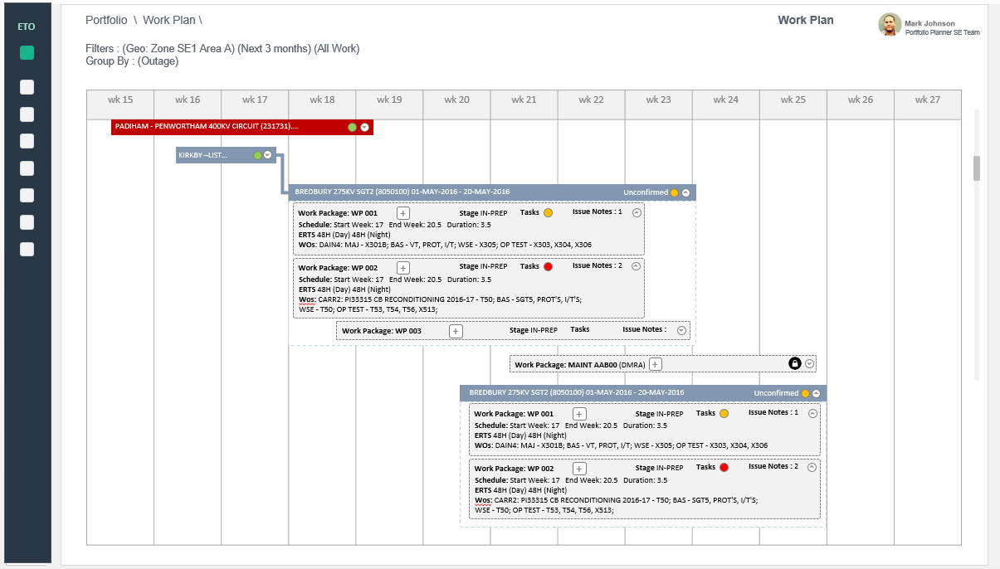 ETO
Portfolio \ Work Plan \
Work Plan
Mark Johnson
Portfolio Planner SE Team
Filters : (Geo: Zone SE1 Area A) (Next 3 months) (All Work)
Group By : (Outage)
wk 15 wk 16 wk 17 wk 18 wk 19 wk 20 wk 21 wk 22 wk 23 wk 24 wk 25 wk 26 wk 27
PADIHAM - PENWORTHAM 400KV CIRCUIT (231731)....
KIRKBY –LIST...
BREDBURY 275KV SGT2 (8050100) 01-MAY-2016 - 20-MAY-2016 Unconfirmed
Work Package: WP 001 + Stage IN-PREP Tasks Issue Notes : 1
Schedule: Start Week: 17 End Week: 20.5 Duration: 3.5
ERTS 48H (Day) 48H (Night)
WOs: DAIN4: MAJ - X301B; BAS - VT, PROT, I/T; WSE - X305; OP TEST - X303, X304, X306
Work Package: WP 002 + Stage IN-PREP Tasks Issue Notes : 2
Schedule: Start Week: 17 End Week: 20.5 Duration: 3.5
ERTS 48H (Day) 48H (Night)
Wos: CARR2: PI33315 CB RECONDITIONING 2016-17 - T50; BAS - SGT5, PROT'S, I/T'S;
WSE - T50; OP TEST - T53, T54, T56, X513;
Work Package: WP 003 + Stage IN-PREP Tasks Issue Notes :
Work Package: MAINT AAB00 (DMRA) +
BREDBURY 275KV SGT2 (8050100) 01-MAY-2016 - 20-MAY-2016 Unconfirmed
Work Package: WP 001 + Stage IN-PREP Tasks Issue Notes : 1
Schedule: Start Week: 17 End Week: 20.5 Duration: 3.5
ERTS 48H (Day) 48H (Night)
WOs: DAIN4: MAJ - X301B; BAS - VT, PROT, I/T; WSE - X305; OP TEST - X303, X304, X306
Work Package: WP 002 + Stage IN-PREP Tasks Issue Notes : 2
Schedule: Start Week: 17 End Week: 20.5 Duration: 3.5
ERTS 48H (Day) 48H (Night)
Wos: CARR2: PI33315 CB RECONDITIONING 2016-17 - T50; BAS - SGT5, PROT'S, I/T'S;
WSE - T50; OP TEST - T53, T54, T56, X513;